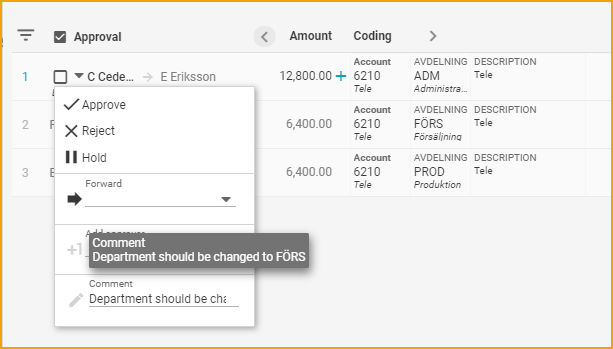 Approval
Amount
Coding
1 C Cede... → E Eriksson 12,800.00 + Account 6210 Tele AVDELNING ADM Administra... DESCRIPTION Tele
Approve
Reject
Hold
2 6,400.00 Account 6210 Tele AVDELNING FÖRS Försäljning DESCRIPTION Tele
3 6,400.00 Account 6210 Tele AVDELNING PROD Produktion DESCRIPTION Tele
Forward
+1
Comment
Department should be changed to FÖRS
Comment
Department should be cha